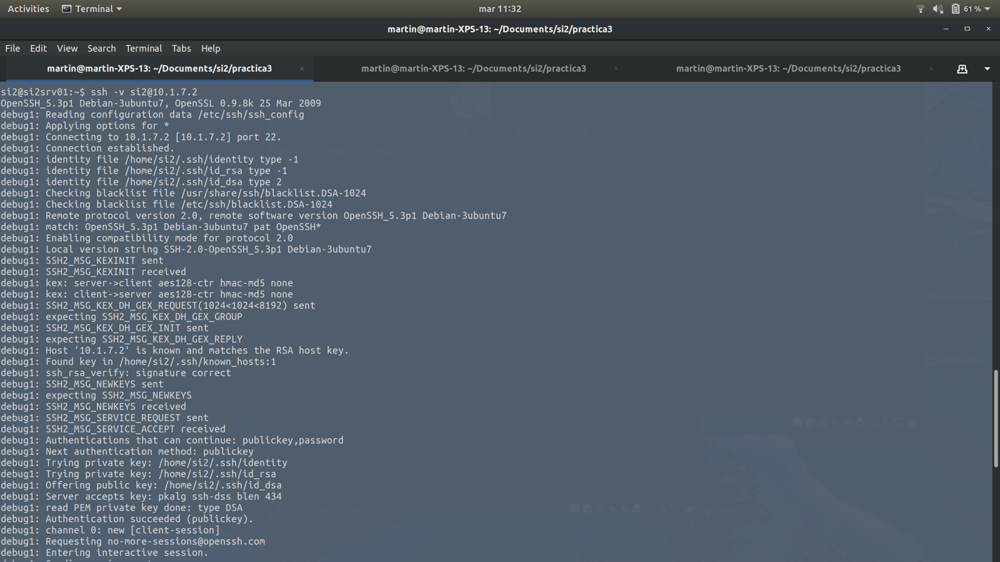 Activities Terminal mar 11:32 61 %
martin@martin-XPS-13: ~/Documents/si2/practica3
File Edit View Search Terminal Tabs Help
martin@martin-XPS-13: ~/Documents/si2/practica3 martin@martin-XPS-13: ~/Documents/si2/practica3 martin@martin-XPS-13: ~/Documents/si2/practica3
si2@si2srv01:~$ ssh -v si2@10.1.7.2
OpenSSH_5.3p1 Debian-3ubuntu7, OpenSSL 0.9.8k 25 Mar 2009
debug1: Reading configuration data /etc/ssh/ssh_config
debug1: Applying options for *
debug1: Connecting to 10.1.7.2 [10.1.7.2] port 22.
debug1: Connection established.
debug1: identity file /home/si2/.ssh/identity type -1
debug1: identity file /home/si2/.ssh/id_rsa type -1
debug1: identity file /home/si2/.ssh/id_dsa type 2
debug1: Checking blacklist file /usr/share/ssh/blacklist.DSA-1024
debug1: Checking blacklist file /etc/ssh/blacklist.DSA-1024
debug1: Remote protocol version 2.0, remote software version OpenSSH_5.3p1 Debian-3ubuntu7
debug1: match: OpenSSH_5.3p1 Debian-3ubuntu7 pat OpenSSH*
debug1: Enabling compatibility mode for protocol 2.0
debug1: Local version string SSH-2.0-OpenSSH_5.3p1 Debian-3ubuntu7
debug1: SSH2_MSG_KEXINIT sent
debug1: SSH2_MSG_KEXINIT received
debug1: kex: server->client aes128-ctr hmac-md5 none
debug1: kex: client->server aes128-ctr hmac-md5 none
debug1: SSH2_MSG_KEX_DH_GEX_REQUEST(1024<1024<8192) sent
debug1: expecting SSH2_MSG_KEX_DH_GEX_GROUP
debug1: SSH2_MSG_KEX_DH_GEX_INIT sent
debug1: expecting SSH2_MSG_KEX_DH_GEX_REPLY
debug1: Host '10.1.7.2' is known and matches the RSA host key.
debug1: Found key in /home/si2/.ssh/known_hosts:1
debug1: ssh_rsa_verify: signature correct
debug1: SSH2_MSG_NEWKEYS sent
debug1: expecting SSH2_MSG_NEWKEYS
debug1: SSH2_MSG_NEWKEYS received
debug1: SSH2_MSG_SERVICE_REQUEST sent
debug1: SSH2_MSG_SERVICE_ACCEPT received
debug1: Authentications that can continue: publickey,password
debug1: Next authentication method: publickey
debug1: Trying private key: /home/si2/.ssh/identity
debug1: Trying private key: /home/si2/.ssh/id_rsa
debug1: Offering public key: /home/si2/.ssh/id_dsa
debug1: Server accepts key: pkalg ssh-dss blen 434
debug1: read PEM private key done: type DSA
debug1: Authentication succeeded (publickey).
debug1: channel 0: new [client-session]
debug1: Requesting no-more-sessions@openssh.com
debug1: Entering interactive session.